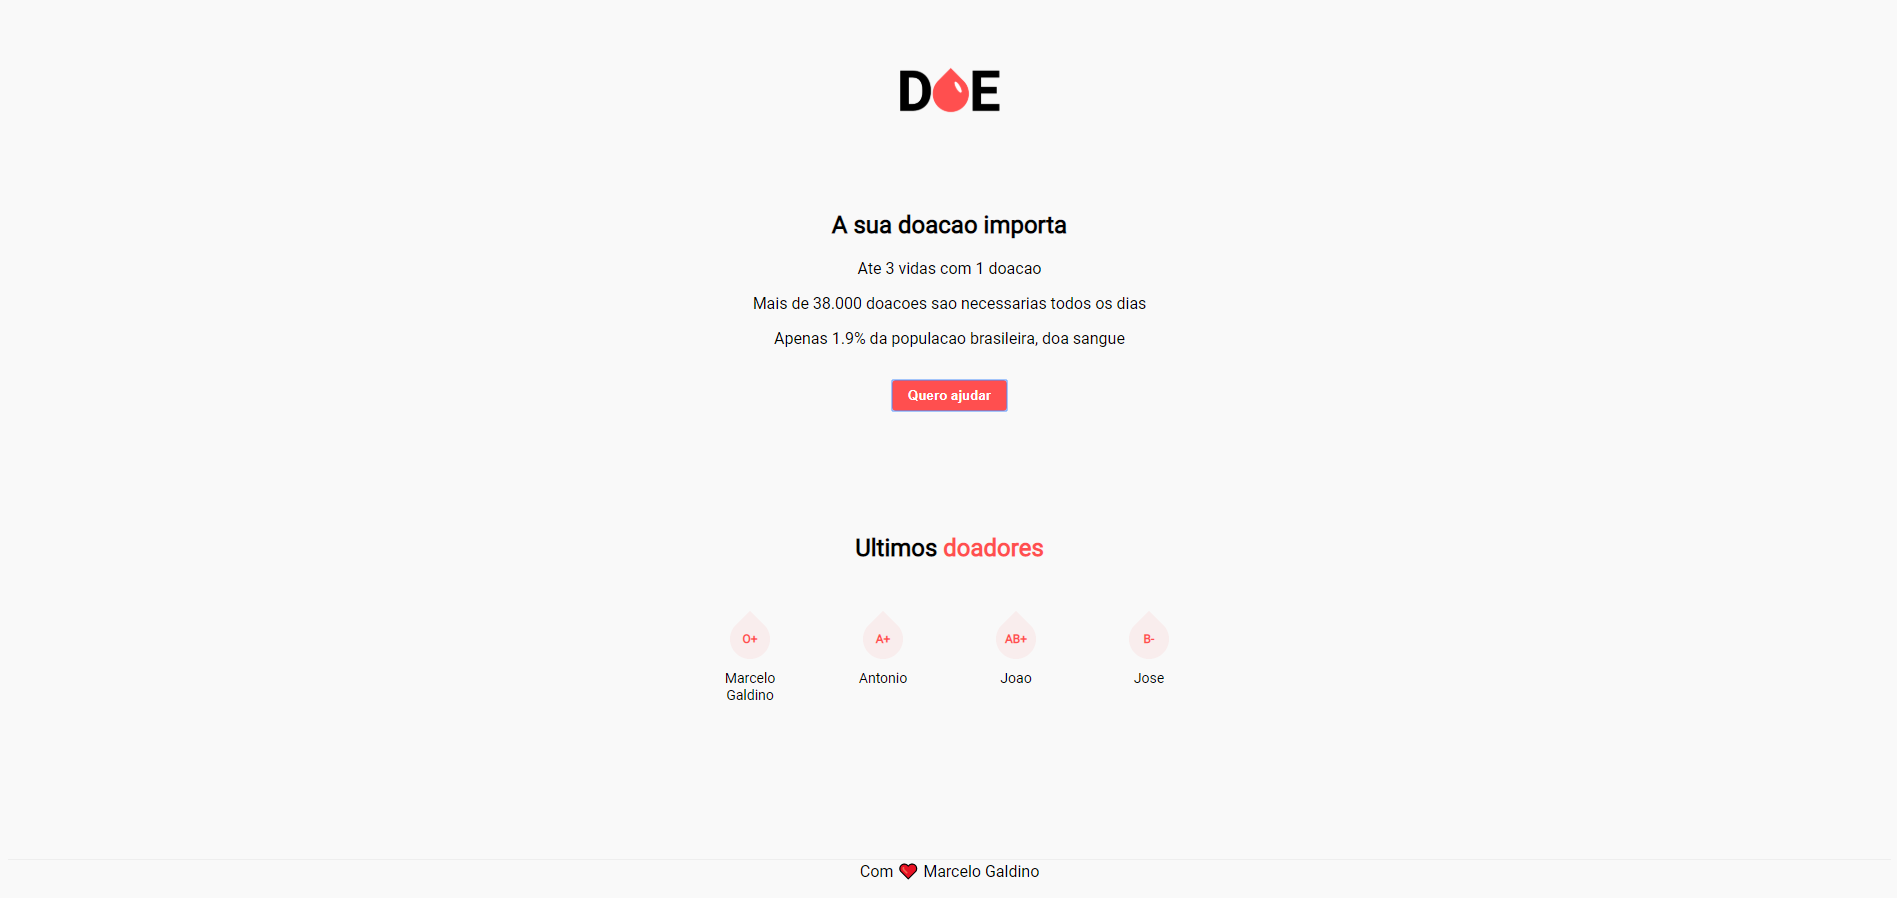 DOE
A sua doacao importa
Ate 3 vidas com 1 doacao
Mais de 38.000 doacoes sao necessarias todos os dias
Apenas 1.9% da populacao brasileira, doa sangue
Quero ajudar
Ultimos doadores
O+
A+
AB+
B-
Marcelo
Galdino
Antonio
Joao
Jose
Com ❤️ Marcelo Galdino